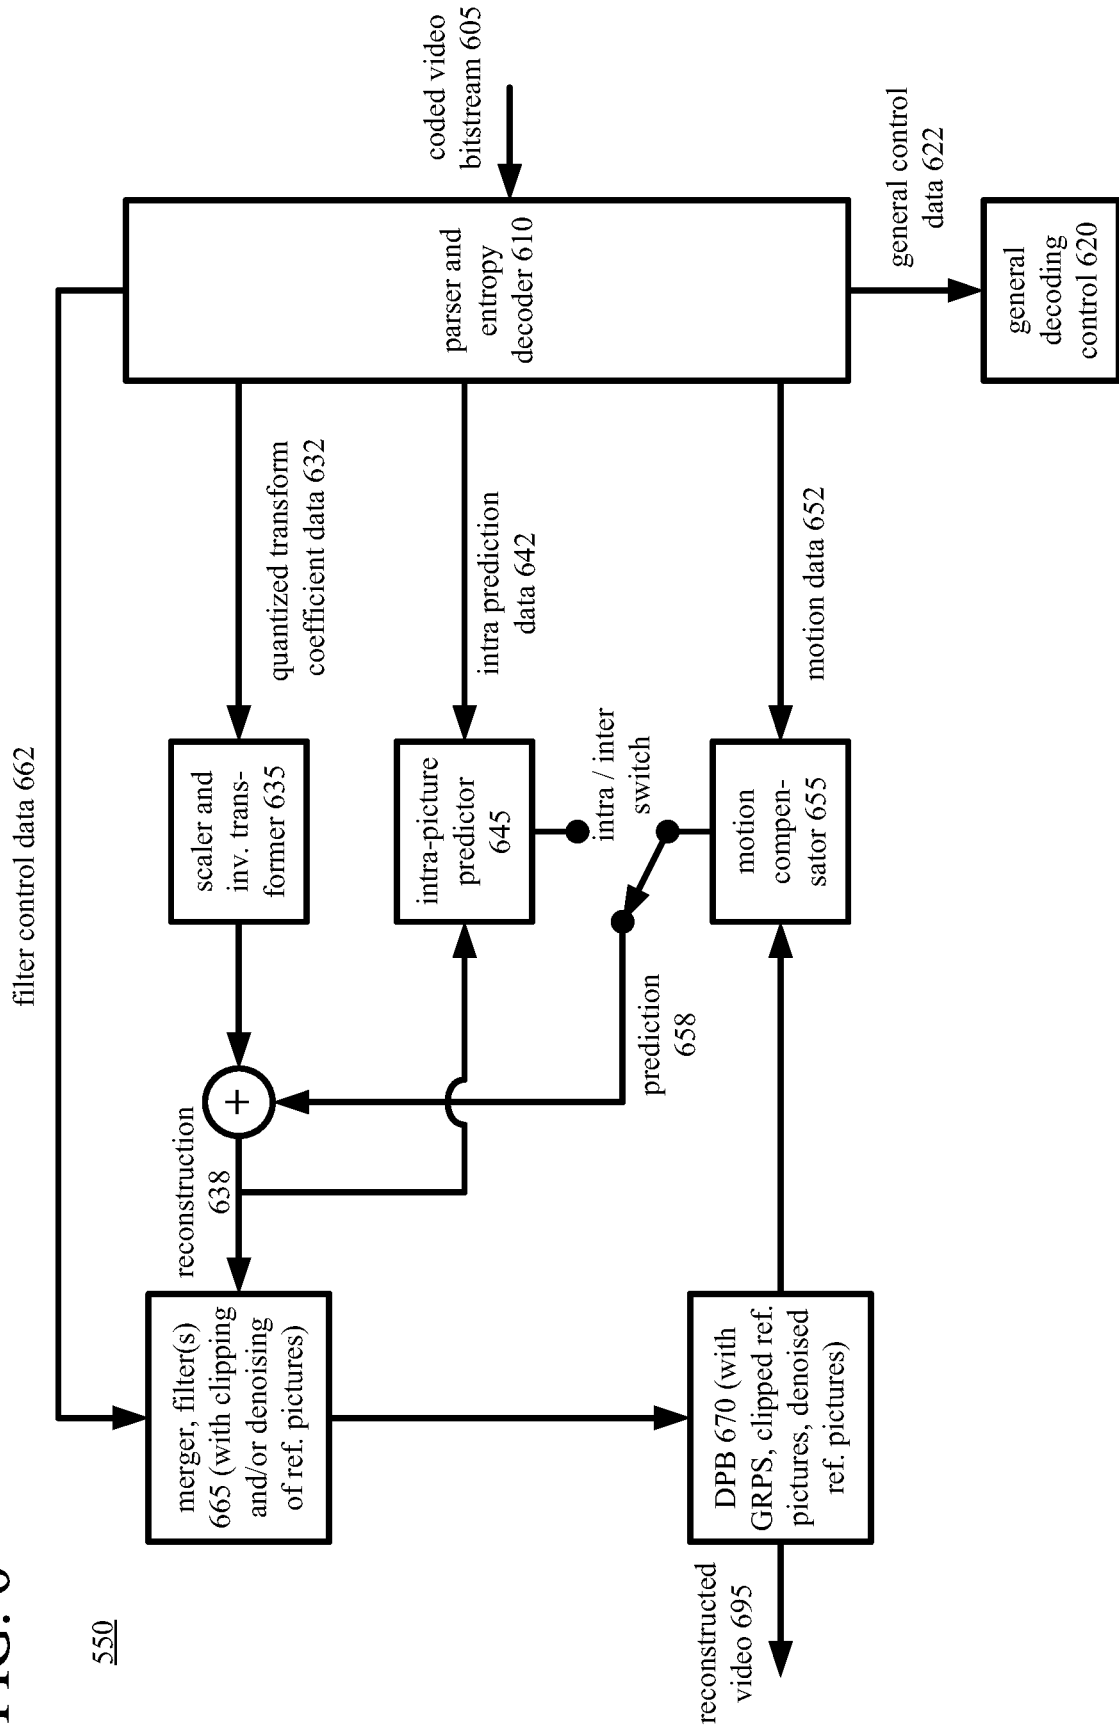 FIG. 6
550
filter control data 662
coded video
bitstream 605
parser and
entropy
decoder 610
general control
data 622
general
decoding
control 620
quantized transform
coefficient data 632
intra prediction
data 642
motion data 652
scaler and
inv. trans-
former 635
intra-picture
predictor
645
intra / inter
switch
motion
compen-
sator 655
+
prediction
658
reconstruction
638
merger, filter(s)
665 (with clipping
and/or denoising
of ref. pictures)
DPB 670 (with
GRPS, clipped ref.
pictures, denoised
ref. pictures)
reconstructed
video 695